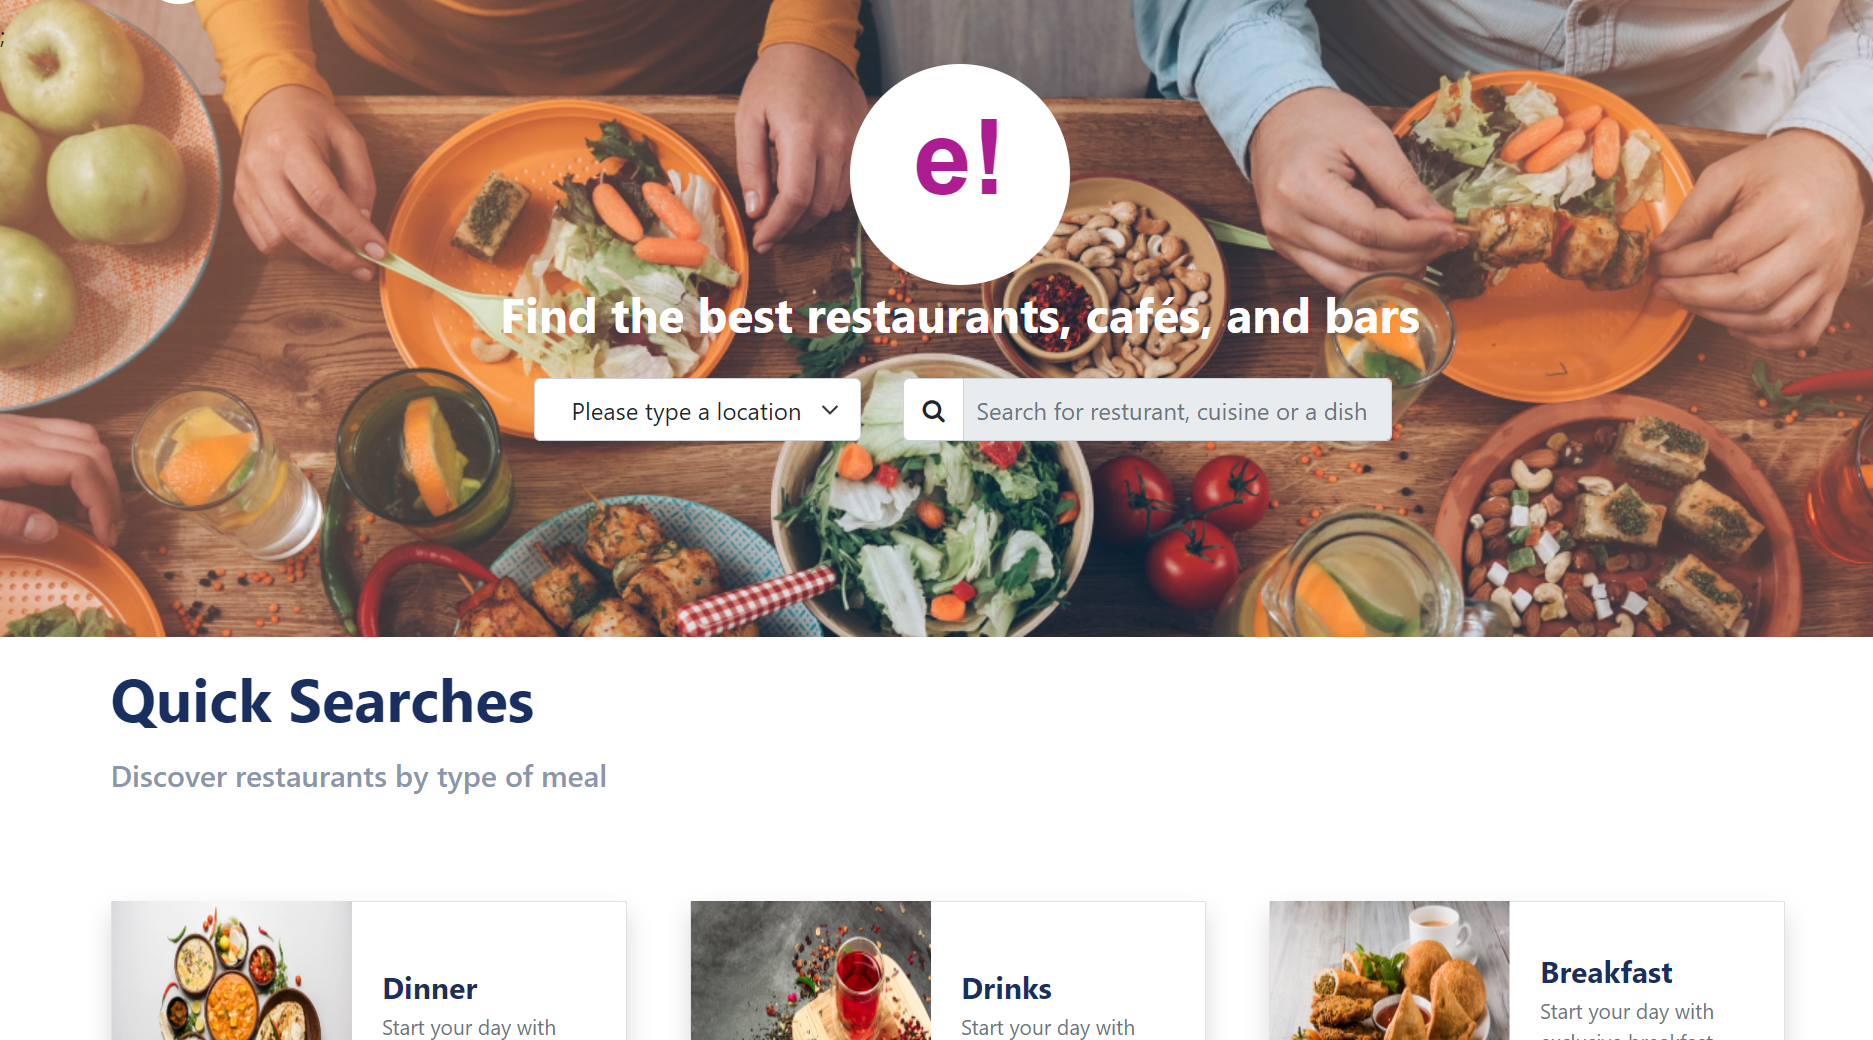 ;
e!
Find the best restaurants, cafés, and bars
Please type a location
Search for resturant, cuisine or a dish
Quick Searches
Discover restaurants by type of meal
Dinner
Start your day with
Drinks
Start your day with
Breakfast
Start your day with
exclusive breakfast